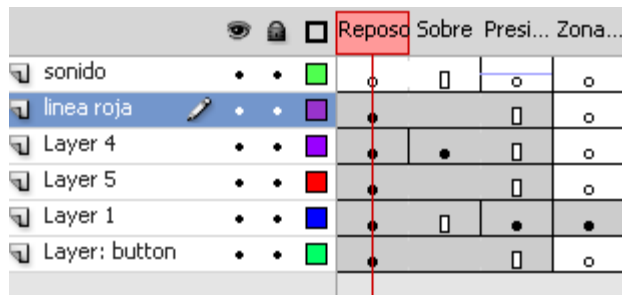 Reposo Sobre Presi... Zona...
sonido
linea roja
Layer 4
Layer 5
Layer 1
Layer: button